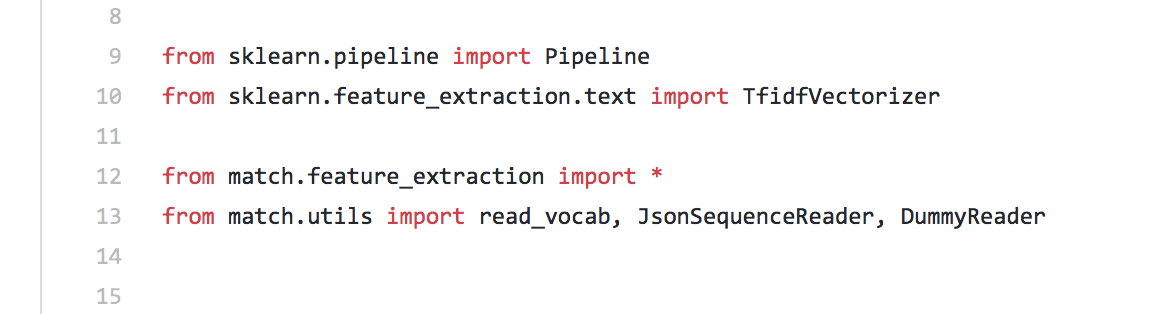 8
9 from sklearn.pipeline import Pipeline
10 from sklearn.feature_extraction.text import TfidfVectorizer
11
12 from match.feature_extraction import *
13 from match.utils import read_vocab, JsonSequenceReader, DummyReader
14
15